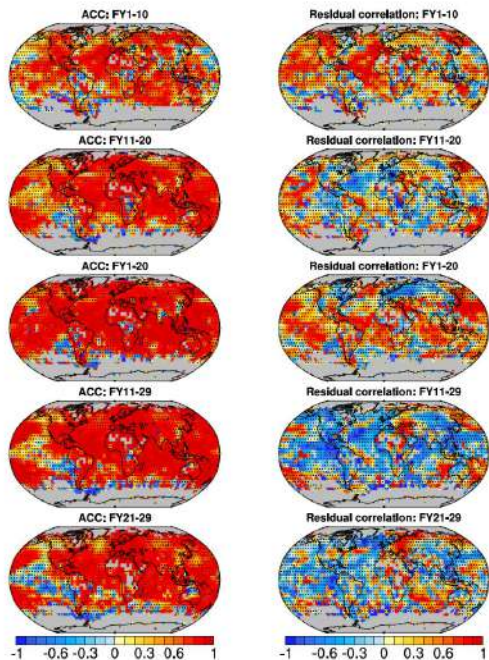 ACC: FY1-10
Residual correlation: FY1-10
ACC: FY11-20
Residual correlation: FY11-20
ACC: FY1-20
Residual correlation: FY1-20
ACC: FY11-29
Residual correlation: FY11-29
ACC: FY21-29
Residual correlation: FY21-29
-1 -0.6 -0.3 0 0.3 0.6 1
-1 -0.6 -0.3 0 0.3 0.6 1